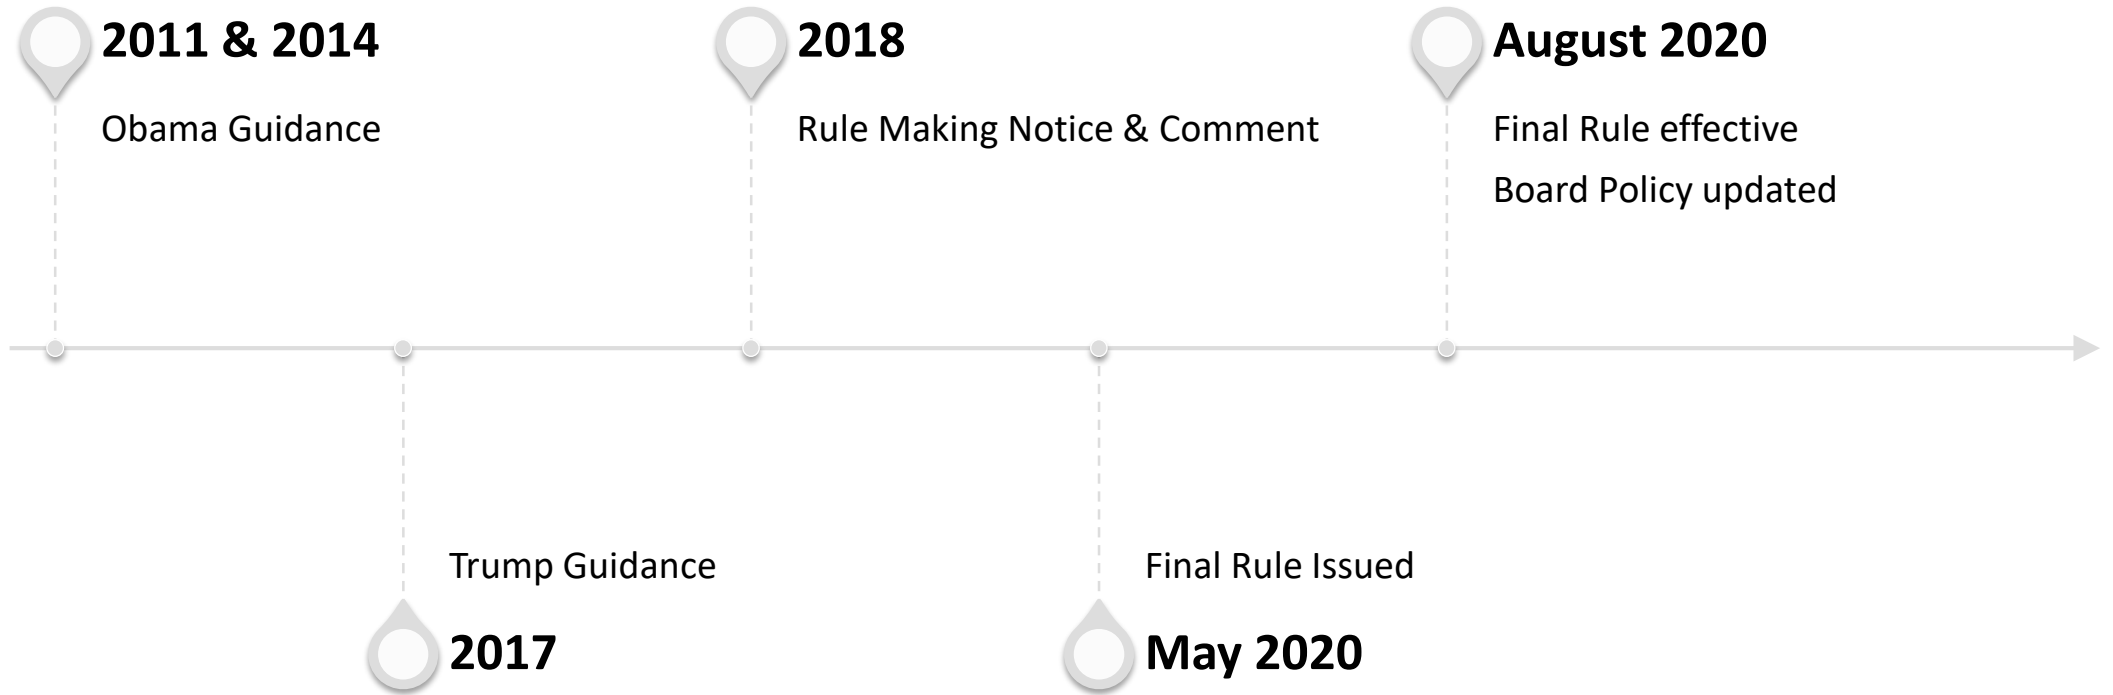 2011 & 2014
Obama Guidance
2018
Rule Making Notice & Comment
August 2020
Final Rule effective
Board Policy updated
Trump Guidance
2017
Final Rule Issued
May 2020